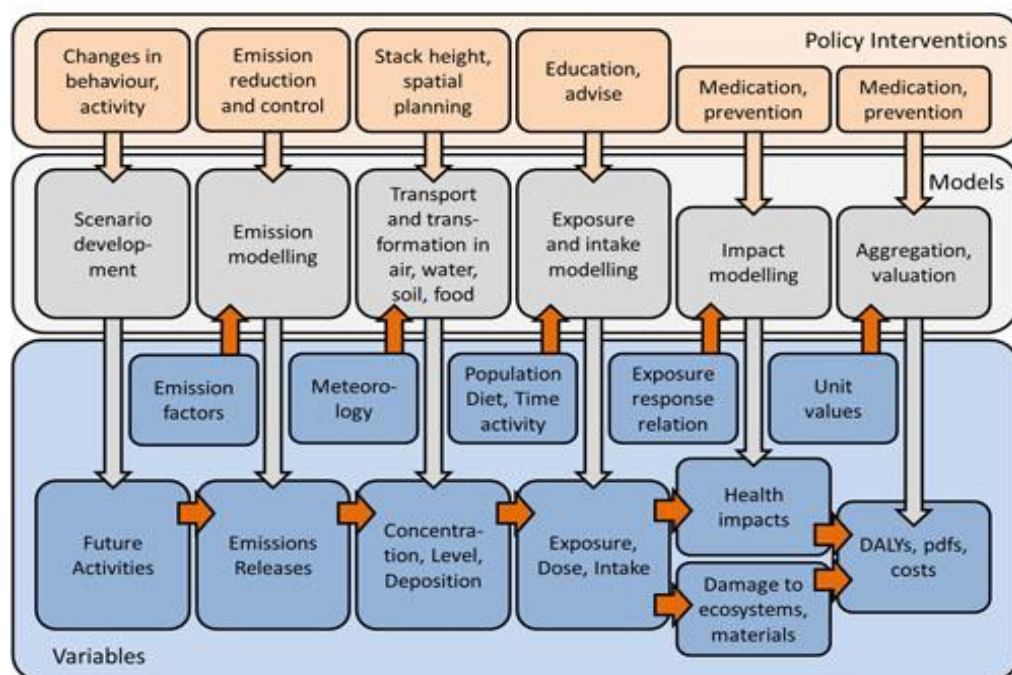 Policy Interventions
Changes in
behaviour,
activity
Emission
reduction
and control
Stack height,
spatial
planning
Education,
advise
Medication,
prevention
Medication,
prevention
Models
Scenario
develop-
ment
Emission
modelling
Transport
and trans-
formation in
air, water,
soil, food
Exposure
and intake
modelling
Impact
modelling
Aggregation,
valuation
Emission
factors
Meteoro-
logy
Population
Diet, Time
activity
Exposure
response
relation
Unit
values
Future
Activities
Emissions
Releases
Concentra-
tion, Level,
Deposition
Exposure,
Dose, Intake
Health
impacts
Damage to
ecosystems,
materials
DALYs, pdfs,
costs
Variables